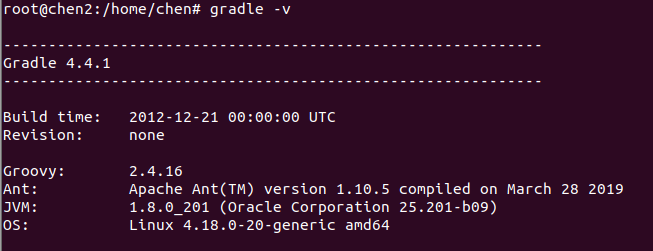 root@chen2:/home/chen# gradle -v
------------------------------------------------------------
Gradle 4.4.1
------------------------------------------------------------
Build time:   2012-12-21 00:00:00 UTC
Revision:     none
Groovy:       2.4.16
Ant:          Apache Ant(TM) version 1.10.5 compiled on March 28 2019
JVM:          1.8.0_201 (Oracle Corporation 25.201-b09)
OS:           Linux 4.18.0-20-generic amd64